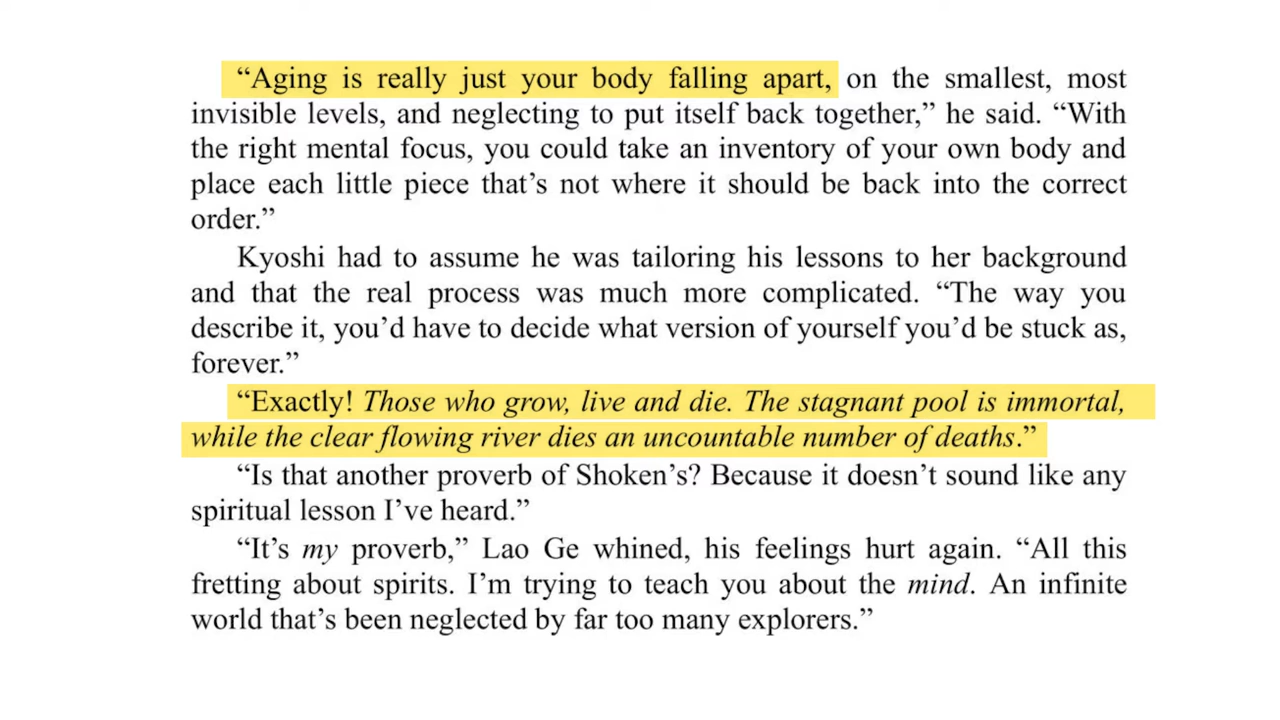 “Aging is really just your body falling apart, on the smallest, most
invisible levels, and neglecting to put itself back together,” he said. “With
the right mental focus, you could take an inventory of your own body and
place each little piece that’s not where it should be back into the correct
order.”
Kyoshi had to assume he was tailoring his lessons to her background
and that the real process was much more complicated. “The way you
describe it, you’d have to decide what version of yourself you’d be stuck as,
forever.”
“Exactly! Those who grow, live and die. The stagnant pool is immortal,
while the clear flowing river dies an uncountable number of deaths.”
“Is that another proverb of Shoken’s? Because it doesn’t sound like any
spiritual lesson I’ve heard.”
“It’s my proverb,” Lao Ge whined, his feelings hurt again. “All this
fretting about spirits. I’m trying to teach you about the mind. An infinite
world that’s been neglected by far too many explorers.”